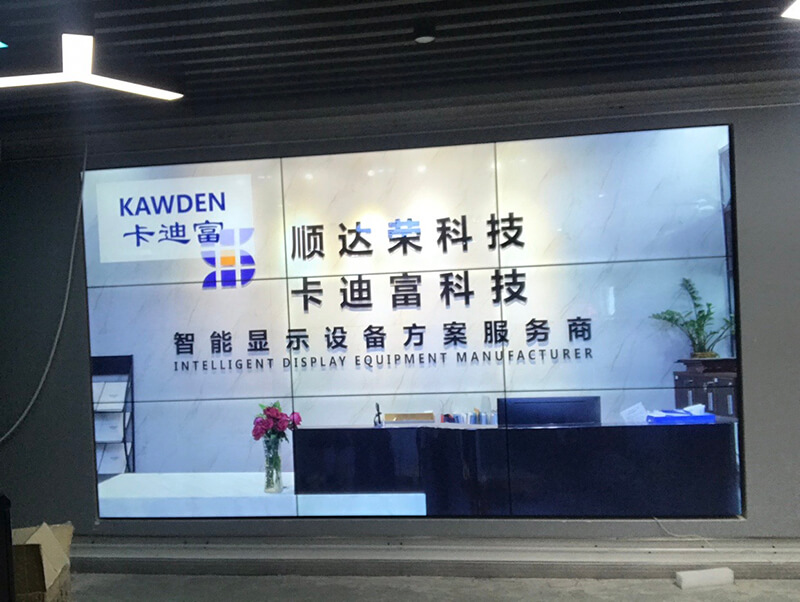 KAWDEN
卡迪富
顺达荣科技
卡迪富科技
智能显示设备方案服务商
INTELLIGENT DISPLAY EQUIPMENT MANUFACTURER